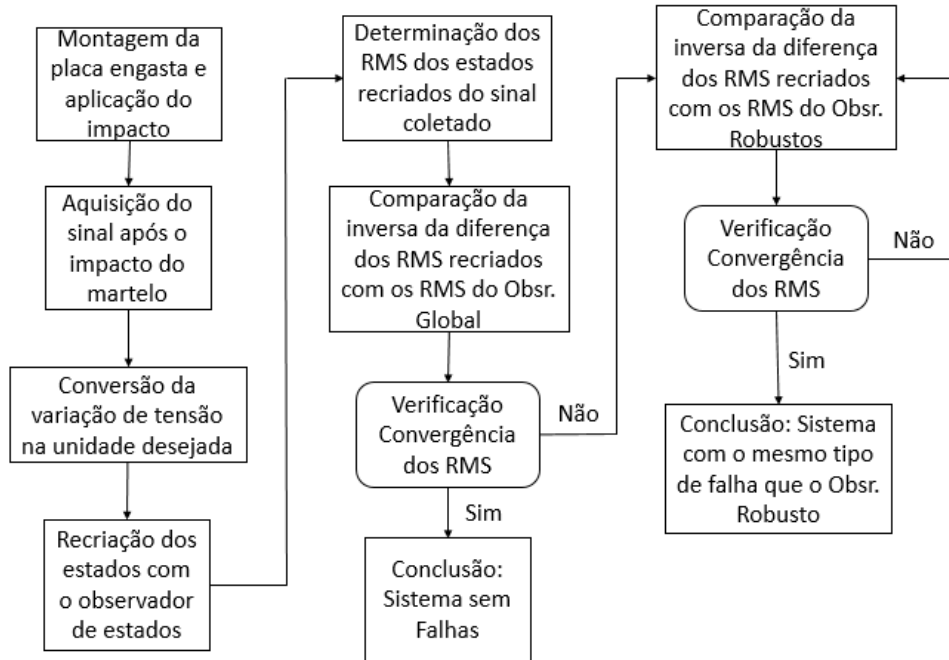 Montagem da
placa engasta e
aplicação do
impacto
Aquisição do
sinal após o
impacto do
martelo
Conversão da
variação de tensão
na unidade desejada
Recriação dos
estados com
o observador
de estados
Determinação dos
RMS dos estados
recriados do sinal
coletado
Comparação da
inversa da diferença
dos RMS recriados
com os RMS do Obsr.
Global
Verificação
Convergência
dos RMS
Não
Sim
Conclusão:
Sistema sem
Falhas
Comparação da
inversa da diferença
dos RMS recriados
com os RMS do Obsr.
Robustos
Verificação
Convergência
dos RMS
Não
Sim
Conclusão: Sistema
com o mesmo tipo
de falha que o Obsr.
Robusto